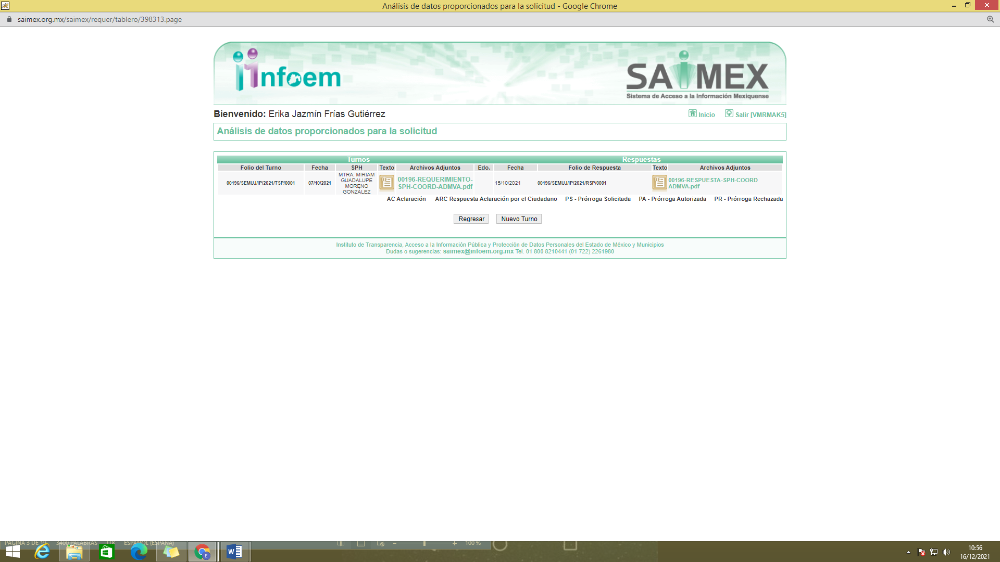 Análisis de datos proporcionados para la solicitud - Google Chrome
saimex.org.mx/saimex/requer/tablero/398313.page
infoem
SAIMEX
Sistema de Acceso a la Información Mexiquense
Bienvenido: Erika Jazmín Frías Gutiérrez
Inicio Salir [VMRMAK5]
Análisis de datos proporcionados para la solicitud
Turnos Respuestas
Folio del Turno Fecha SPH Texto Archivos Adjuntos Edo. Fecha Folio de Respuesta Texto Archivos Adjuntos
00196/SEMUJ/IP/2021/TSP/0001 07/10/2021
MTRA. MIRIAM
GUADALUPE
MORENO
GONZÁLEZ
00196-REQUERIMIENTO-
SPH-COORD-ADMVA.pdf
15/10/2021 00196/SEMUJ/IP/2021/RSP/0001
00196-RESPUESTA-SPH-COORD
ADMVA.pdf
AC Aclaración ARC Respuesta Aclaración por el Ciudadano PS - Prórroga Solicitada PA - Prórroga Autorizada PR - Prórroga Rechazada
Regresar Nuevo Turno
Instituto de Transparencia, Acceso a la Información Pública y Protección de Datos Personales del Estado de México y Municipios
Dudas o sugerencias: saimex@infoem.org.mx Tel. 01 800 8210441 (01 722) 2261980
PÁGINA 3 DE 19 3400 PALABRAS ESPAÑOL (ESPAÑA) 100 %
10:56
16/12/2021